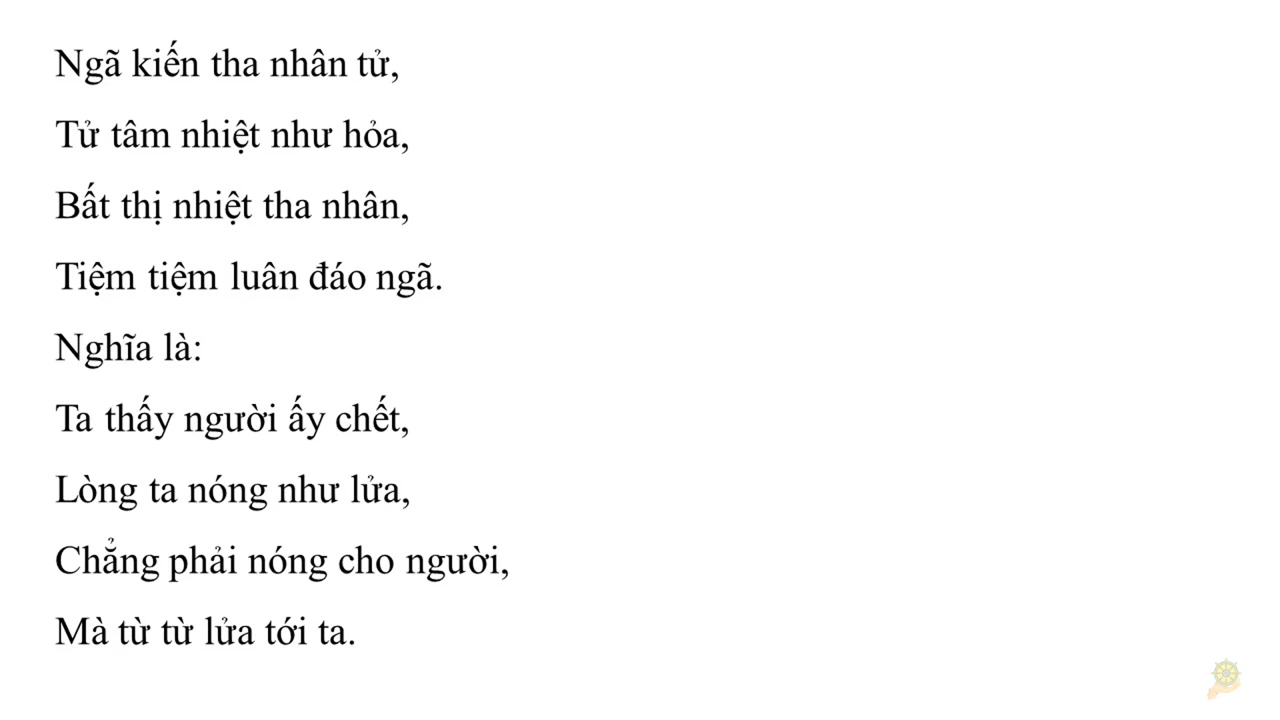 Ngã kiến tha nhân tử,
Tử tâm nhiệt như hỏa,
Bất thị nhiệt tha nhân,
Tiệm tiệm luân đáo ngã.
Nghĩa là:
Ta thấy người ấy chết,
Lòng ta nóng như lửa,
Chẳng phải nóng cho người,
Mà từ từ lửa tới ta.